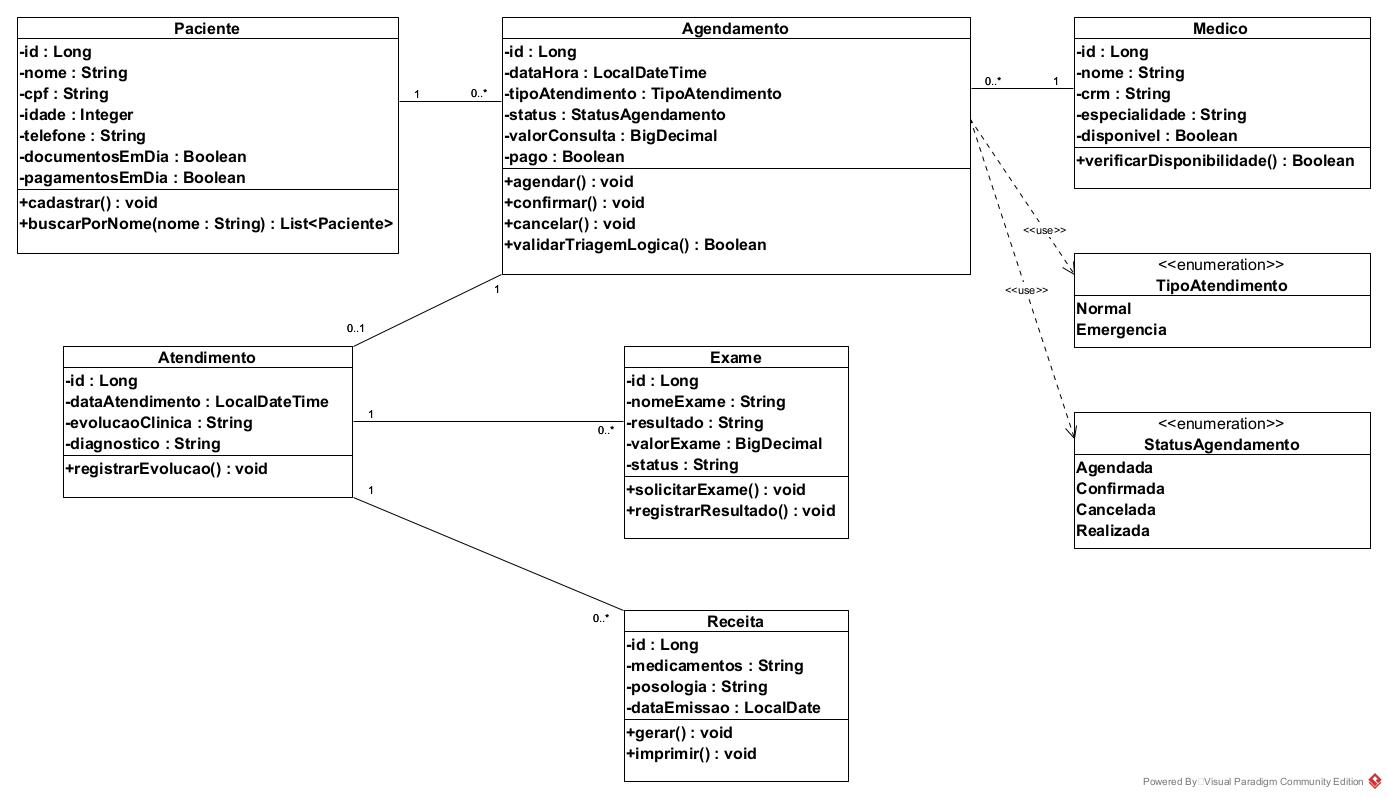 Paciente
-id : Long
-nome : String
-cpf : String
-idade : Integer
-telefone : String
-documentosEmDia : Boolean
-pagamentosEmDia : Boolean
+cadastrar() : void
+buscarPorNome(nome : String) : List<Paciente>
1
0..*
Agendamento
-id : Long
-dataHora : LocalDateTime
-tipoAtendimento : TipoAtendimento
-status : StatusAgendamento
-valorConsulta : BigDecimal
-pago : Boolean
+agendar() : void
+confirmar() : void
+cancelar() : void
+validarTriagemLogica() : Boolean
0..*
1
Medico
-id : Long
-nome : String
-crm : String
-especialidade : String
-disponivel : Boolean
+verificarDisponibilidade() : Boolean
<<use>>
<<use>>
<<enumeration>>
TipoAtendimento
Normal
Emergencia
<<enumeration>>
StatusAgendamento
Agendada
Confirmada
Cancelada
Realizada
1
0..1
Atendimento
-id : Long
-dataAtendimento : LocalDateTime
-evolucaoClinica : String
-diagnostico : String
+registrarEvolucao() : void
1
0..*
Exame
-id : Long
-nomeExame : String
-resultado : String
-valorExame : BigDecimal
-status : String
+solicitarExame() : void
+registrarResultado() : void
1
0..*
Receita
-id : Long
-medicamentos : String
-posologia : String
-dataEmissao : LocalDate
+gerar() : void
+imprimir() : void
Powered By Visual Paradigm Community Edition